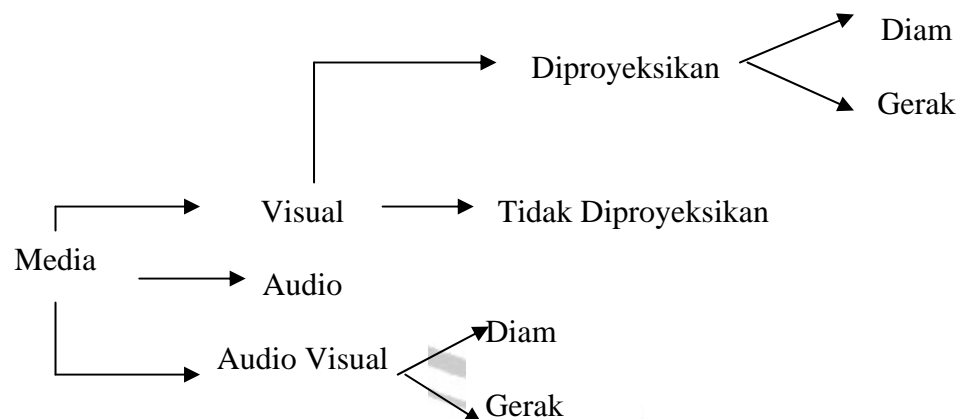 Diam
Diproyeksikan
Gerak
Visual
Tidak Diproyeksikan
Media
Audio
Diam
Audio Visual
Gerak